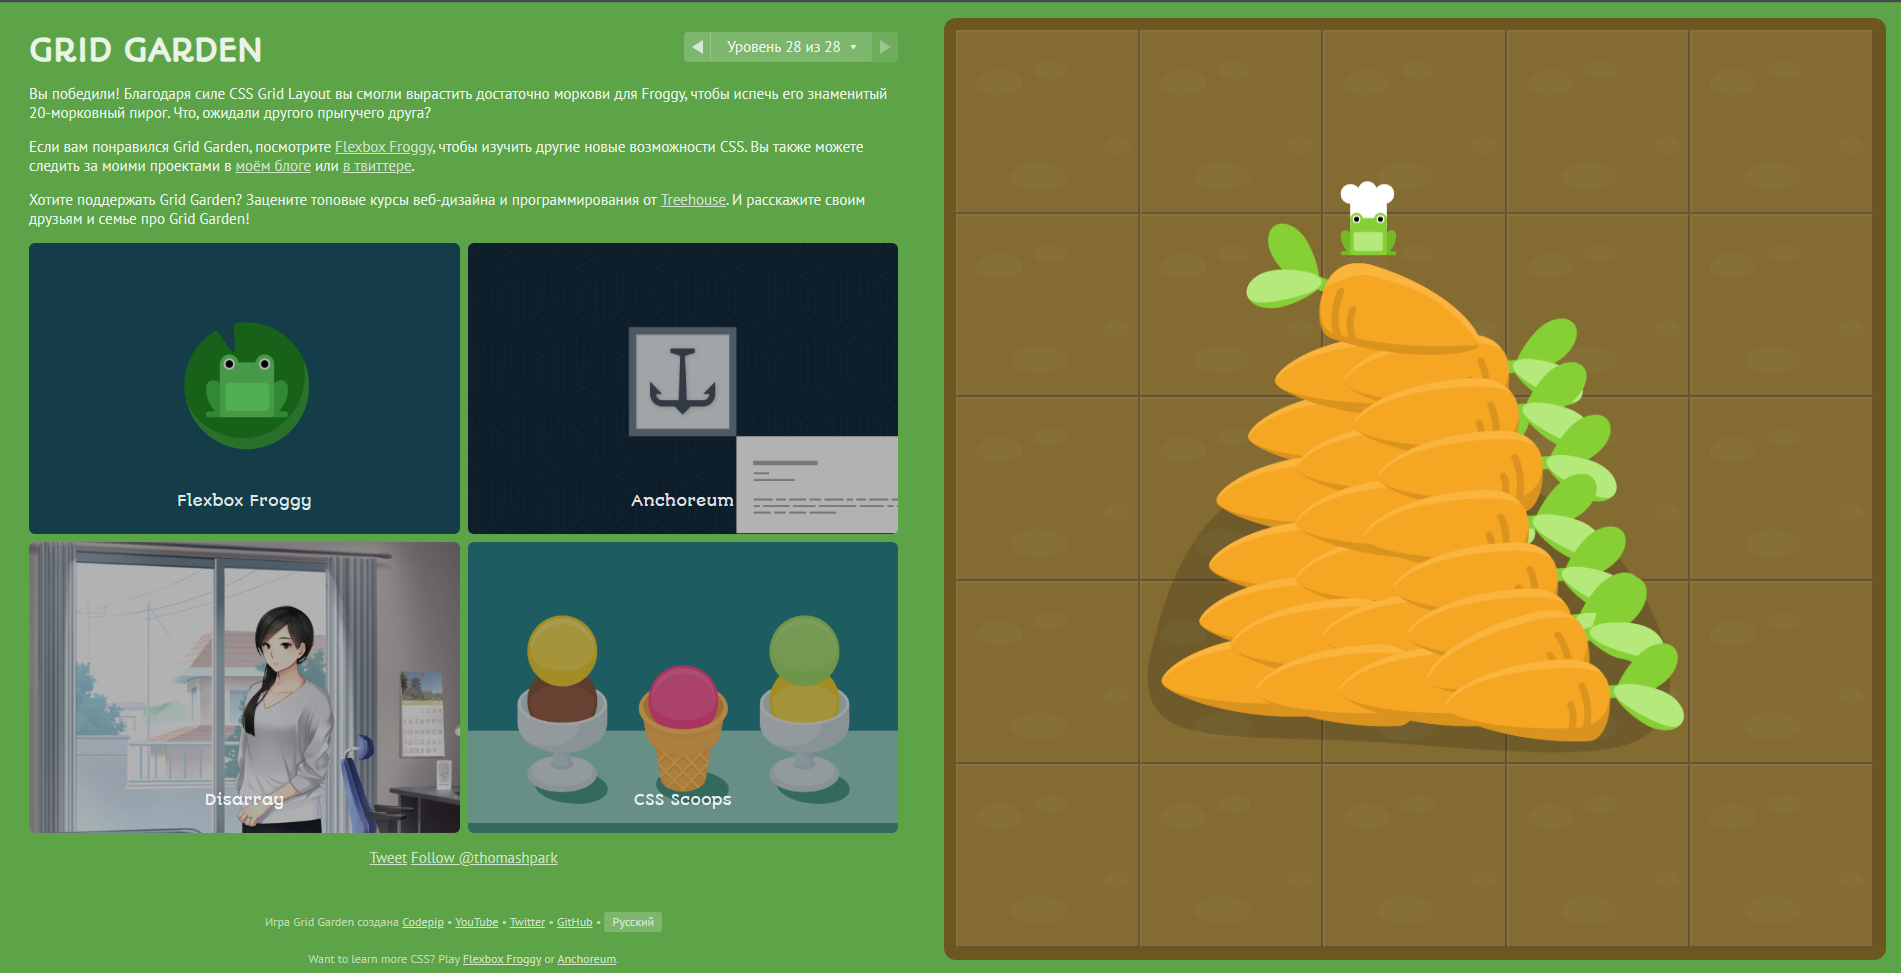 GRID GARDEN
Уровень 28 из 28
Вы победили! Благодаря силе CSS Grid Layout вы смогли вырастить достаточно моркови для Froggy, чтобы испечь его знаменитый
20-морковный пирог. Что, ожидали другого прыгучего друга?
Если вам понравился Grid Garden, посмотрите Flexbox Froggy, чтобы изучить другие новые возможности CSS. Вы также можете
следить за моими проектами в моём блоге или в твиттере.
Хотите поддержать Grid Garden? Зацените топовые курсы веб-дизайна и программирования от Treehouse. И расскажите своим
друзьям и семье про Grid Garden!
Flexbox Froggy
Anchoreum
Disarray
CSS Scoops
Tweet Follow @thomashpark
Игра Grid Garden создана Codepip • YouTube • Twitter • GitHub • Русский
Want to learn more CSS? Play Flexbox Froggy or Anchoreum.